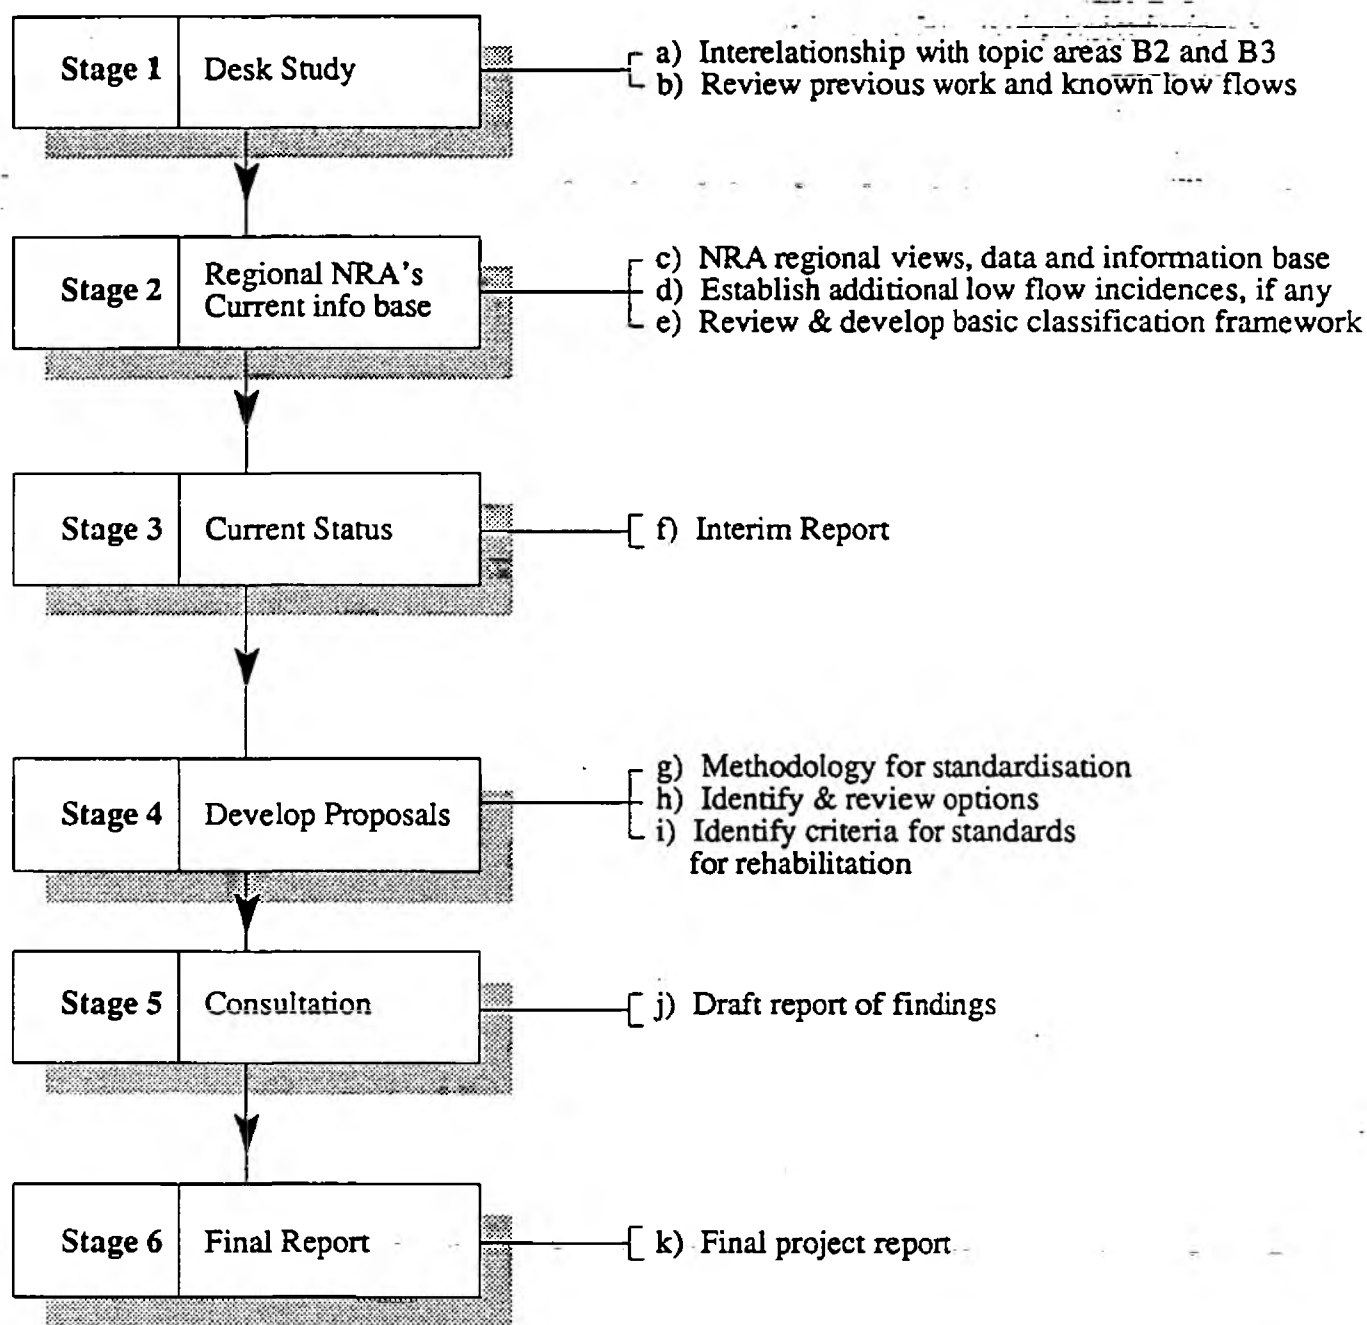 Stage 1 Desk Study
a) Interelationship with topic areas B2 and B3
b) Review previous work and known low flows
Stage 2 Regional NRA's
Current info base
c) NRA regional views, data and information base
d) Establish additional low flow incidences, if any
e) Review & develop basic classification framework
Stage 3 Current Status
f) Interim Report
Stage 4 Develop Proposals
g) Methodology for standardisation
h) Identify & review options
i) Identify criteria for standards
for rehabilitation
Stage 5 Consultation
j) Draft report of findings
Stage 6 Final Report
k) Final project report